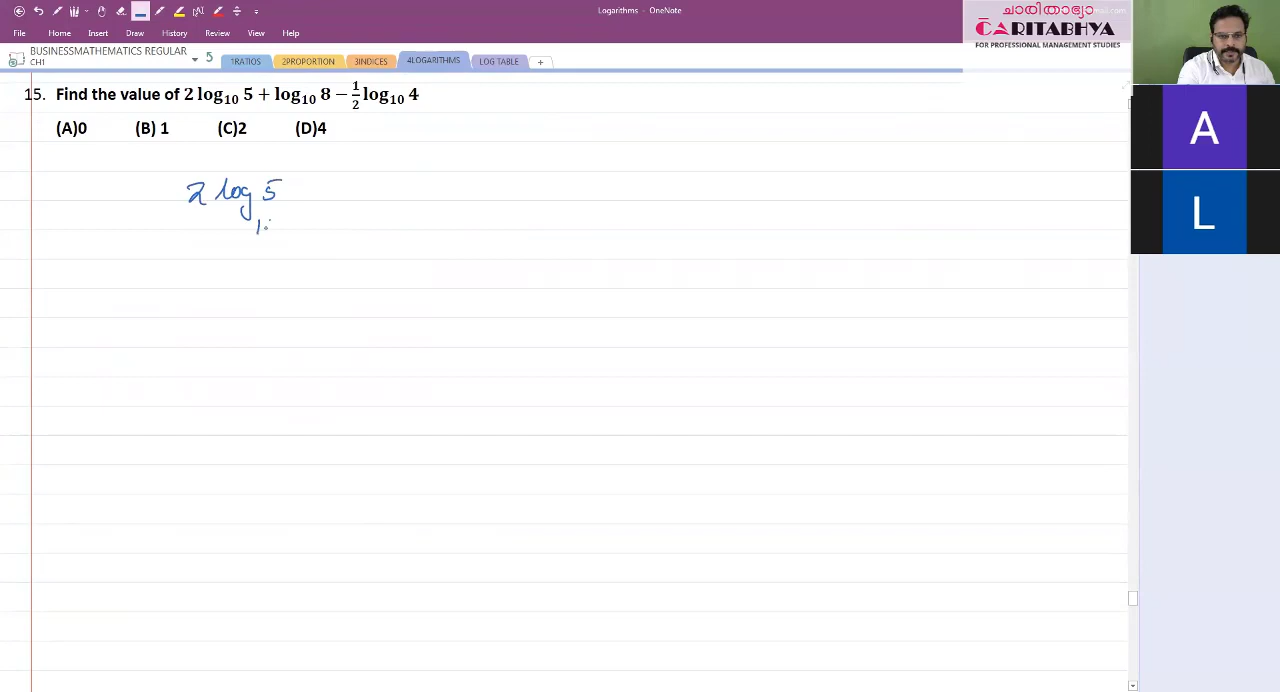 Logarithms - OneNote
File Home Insert Draw History Review View Help
ചാരിതാഭ്യാ
CARITABHYA
FOR PROFESSIONAL MANAGEMENT STUDIES
BUSINESSMATHEMATICS REGULAR
CH1
1RATIOS 2PROPORTION 3INDICES 4LOGARITHMS LOG TABLE +
15. Find the value of 2 log₁₀ 5 + log₁₀ 8 − ½ log₁₀ 4
(A)0 (B) 1 (C)2 (D)4
2 log 5
A
L